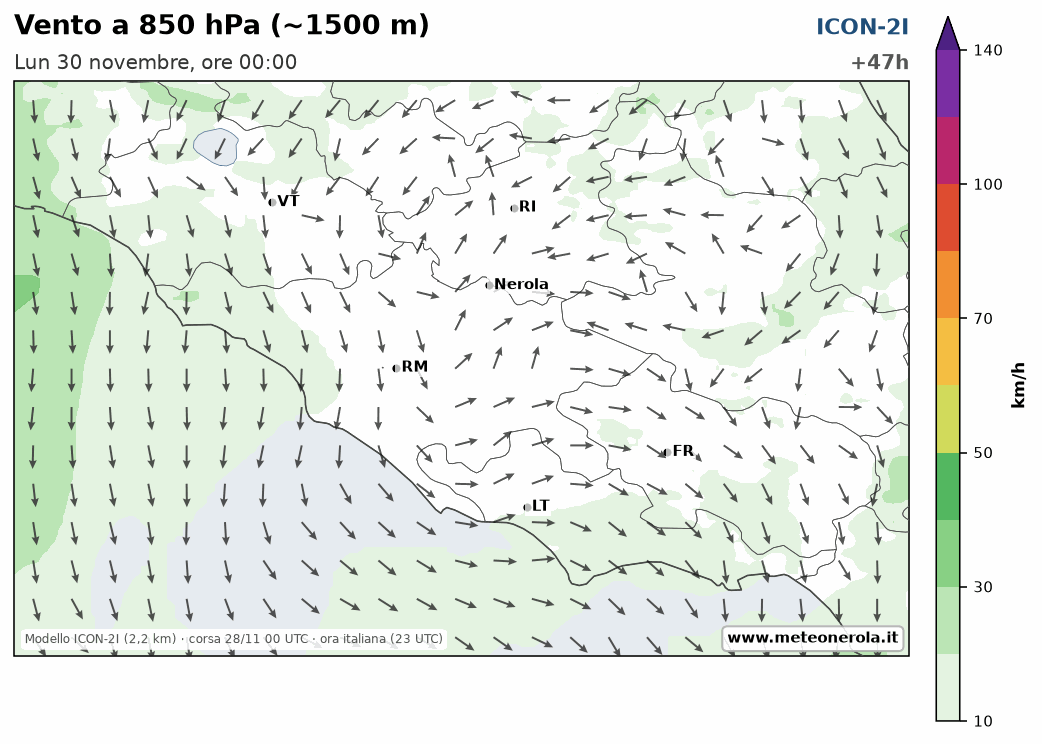 Vento a 850 hPa (~1500 m)
ICON-2I
Lun 30 novembre, ore 00:00
+47h
VT
RI
Nerola
RM
FR
LT
Modello ICON-2I (2,2 km) · corsa 28/11 00 UTC · ora italiana (23 UTC)
www.meteonerola.it
140
100
70
50
30
10
km/h